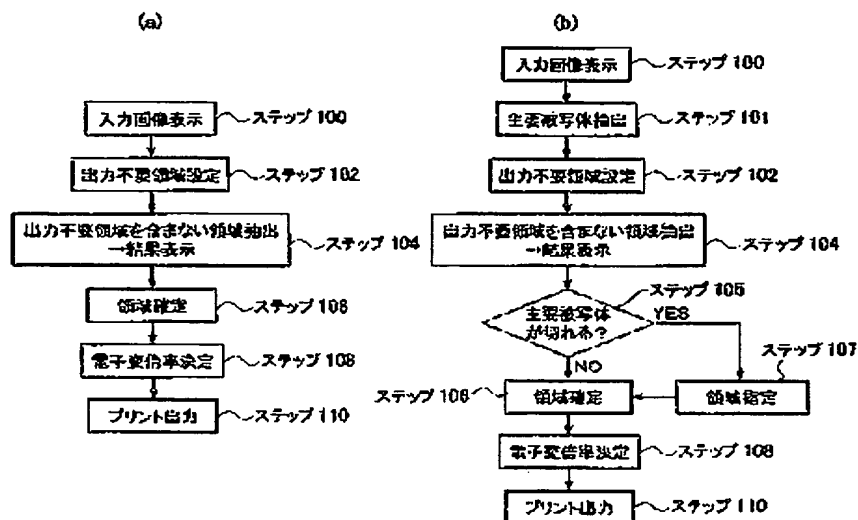 (a)
入力画像表示
ステップ 100
出力不要領域設定
ステップ 102
出力不要領域を含まない領域抽出
→結果表示
ステップ 104
領域確定
ステップ 106
電子変倍率決定
ステップ 108
プリント出力
ステップ 110
(b)
入力画像表示
ステップ 100
主要被写体抽出
ステップ 101
出力不要領域設定
ステップ 102
出力不要領域を含まない領域抽出
→結果表示
ステップ 104
ステップ 105
主要被写体
が切れる?
YES
NO
ステップ 107
領域指定
ステップ 106
領域確定
電子変倍率決定
ステップ 108
プリント出力
ステップ 110